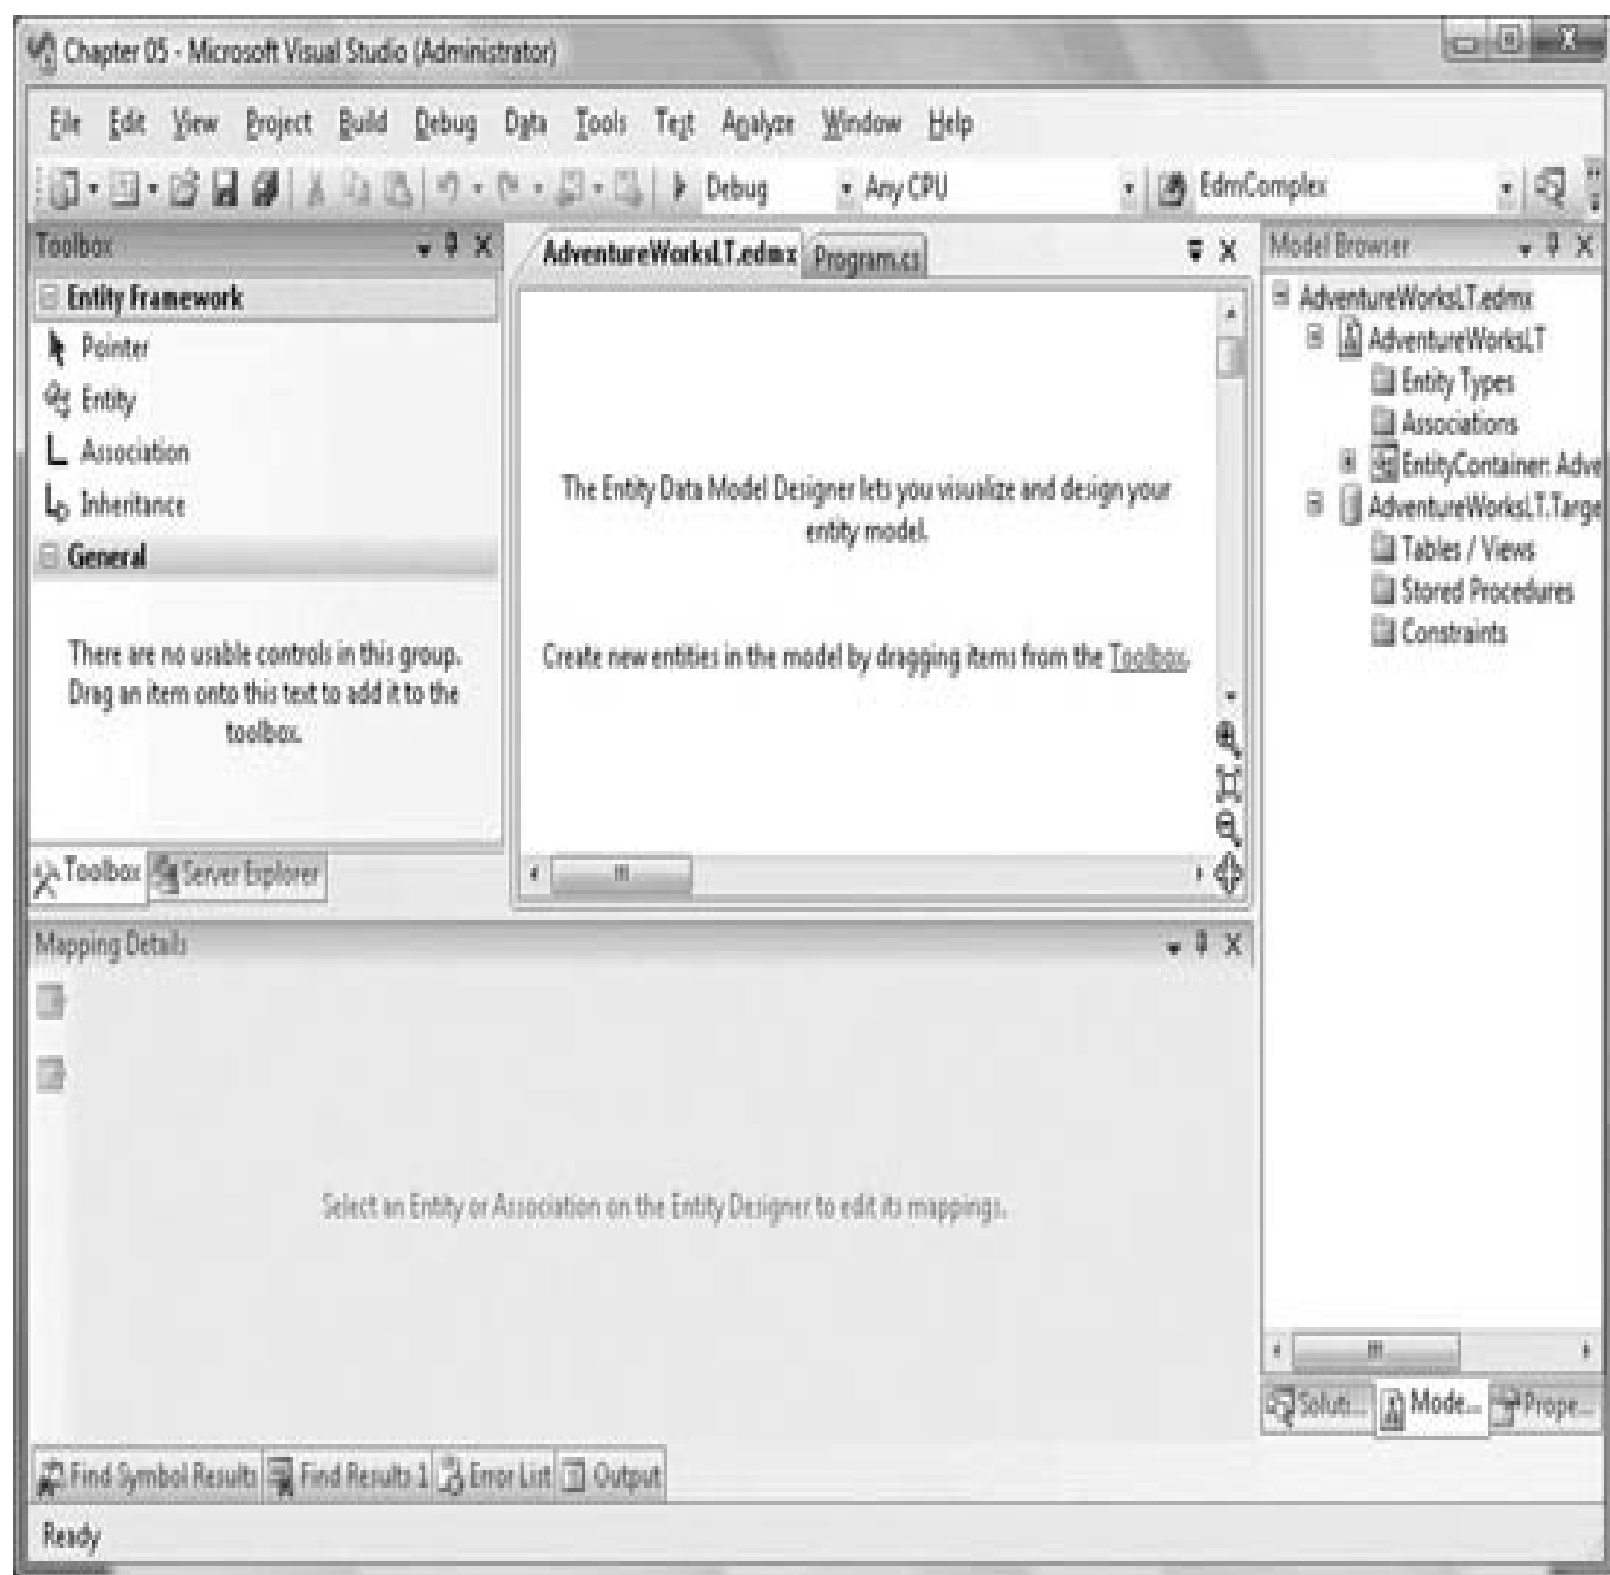 Chapter 05 - Microsoft Visual Studio (Administrator)
File Edit View Project Build Debug Data Tools Test Analyze Window Help
Debug Any CPU EdmComplex
Toolbox
Entity Framework
Pointer
Entity
Association
Inheritance
General
There are no usable controls in this group.
Drag an item onto this text to add it to the
toolbox.
Toolbox Server Explorer
AdventureWorksLT.edmx Program.cs
The Entity Data Model Designer lets you visualize and design your
entity model.
Create new entities in the model by dragging items from the Toolbox.
Model Browser
AdventureWorksLT.edmx
AdventureWorksLT
Entity Types
Associations
EntityContainer: Adve
AdventureWorksLT.Targe
Tables / Views
Stored Procedures
Constraints
Soluti... Mode... Prope...
Mapping Details
Select an Entity or Association on the Entity Designer to edit its mappings.
Find Symbol Results Find Results 1 Error List Output
Ready